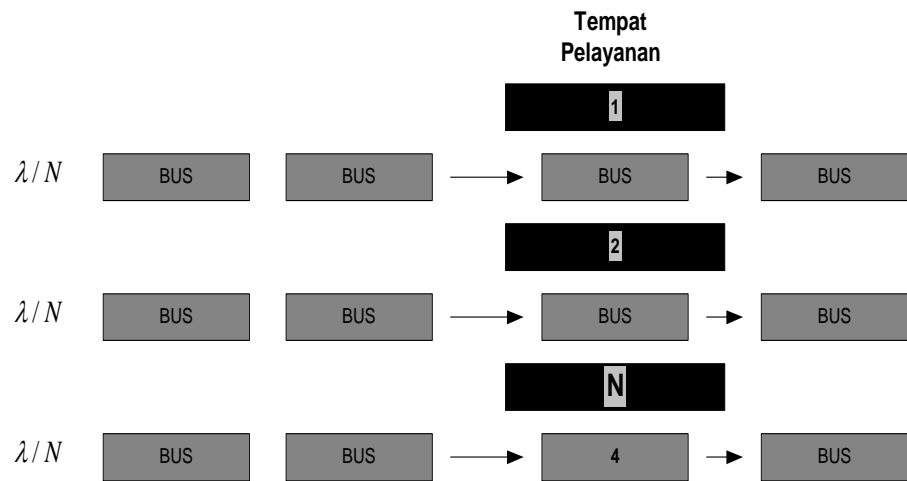 Tempat
Pelayanan
1
λ/N BUS BUS BUS BUS
2
λ/N BUS BUS BUS BUS
N
λ/N BUS BUS 4 BUS